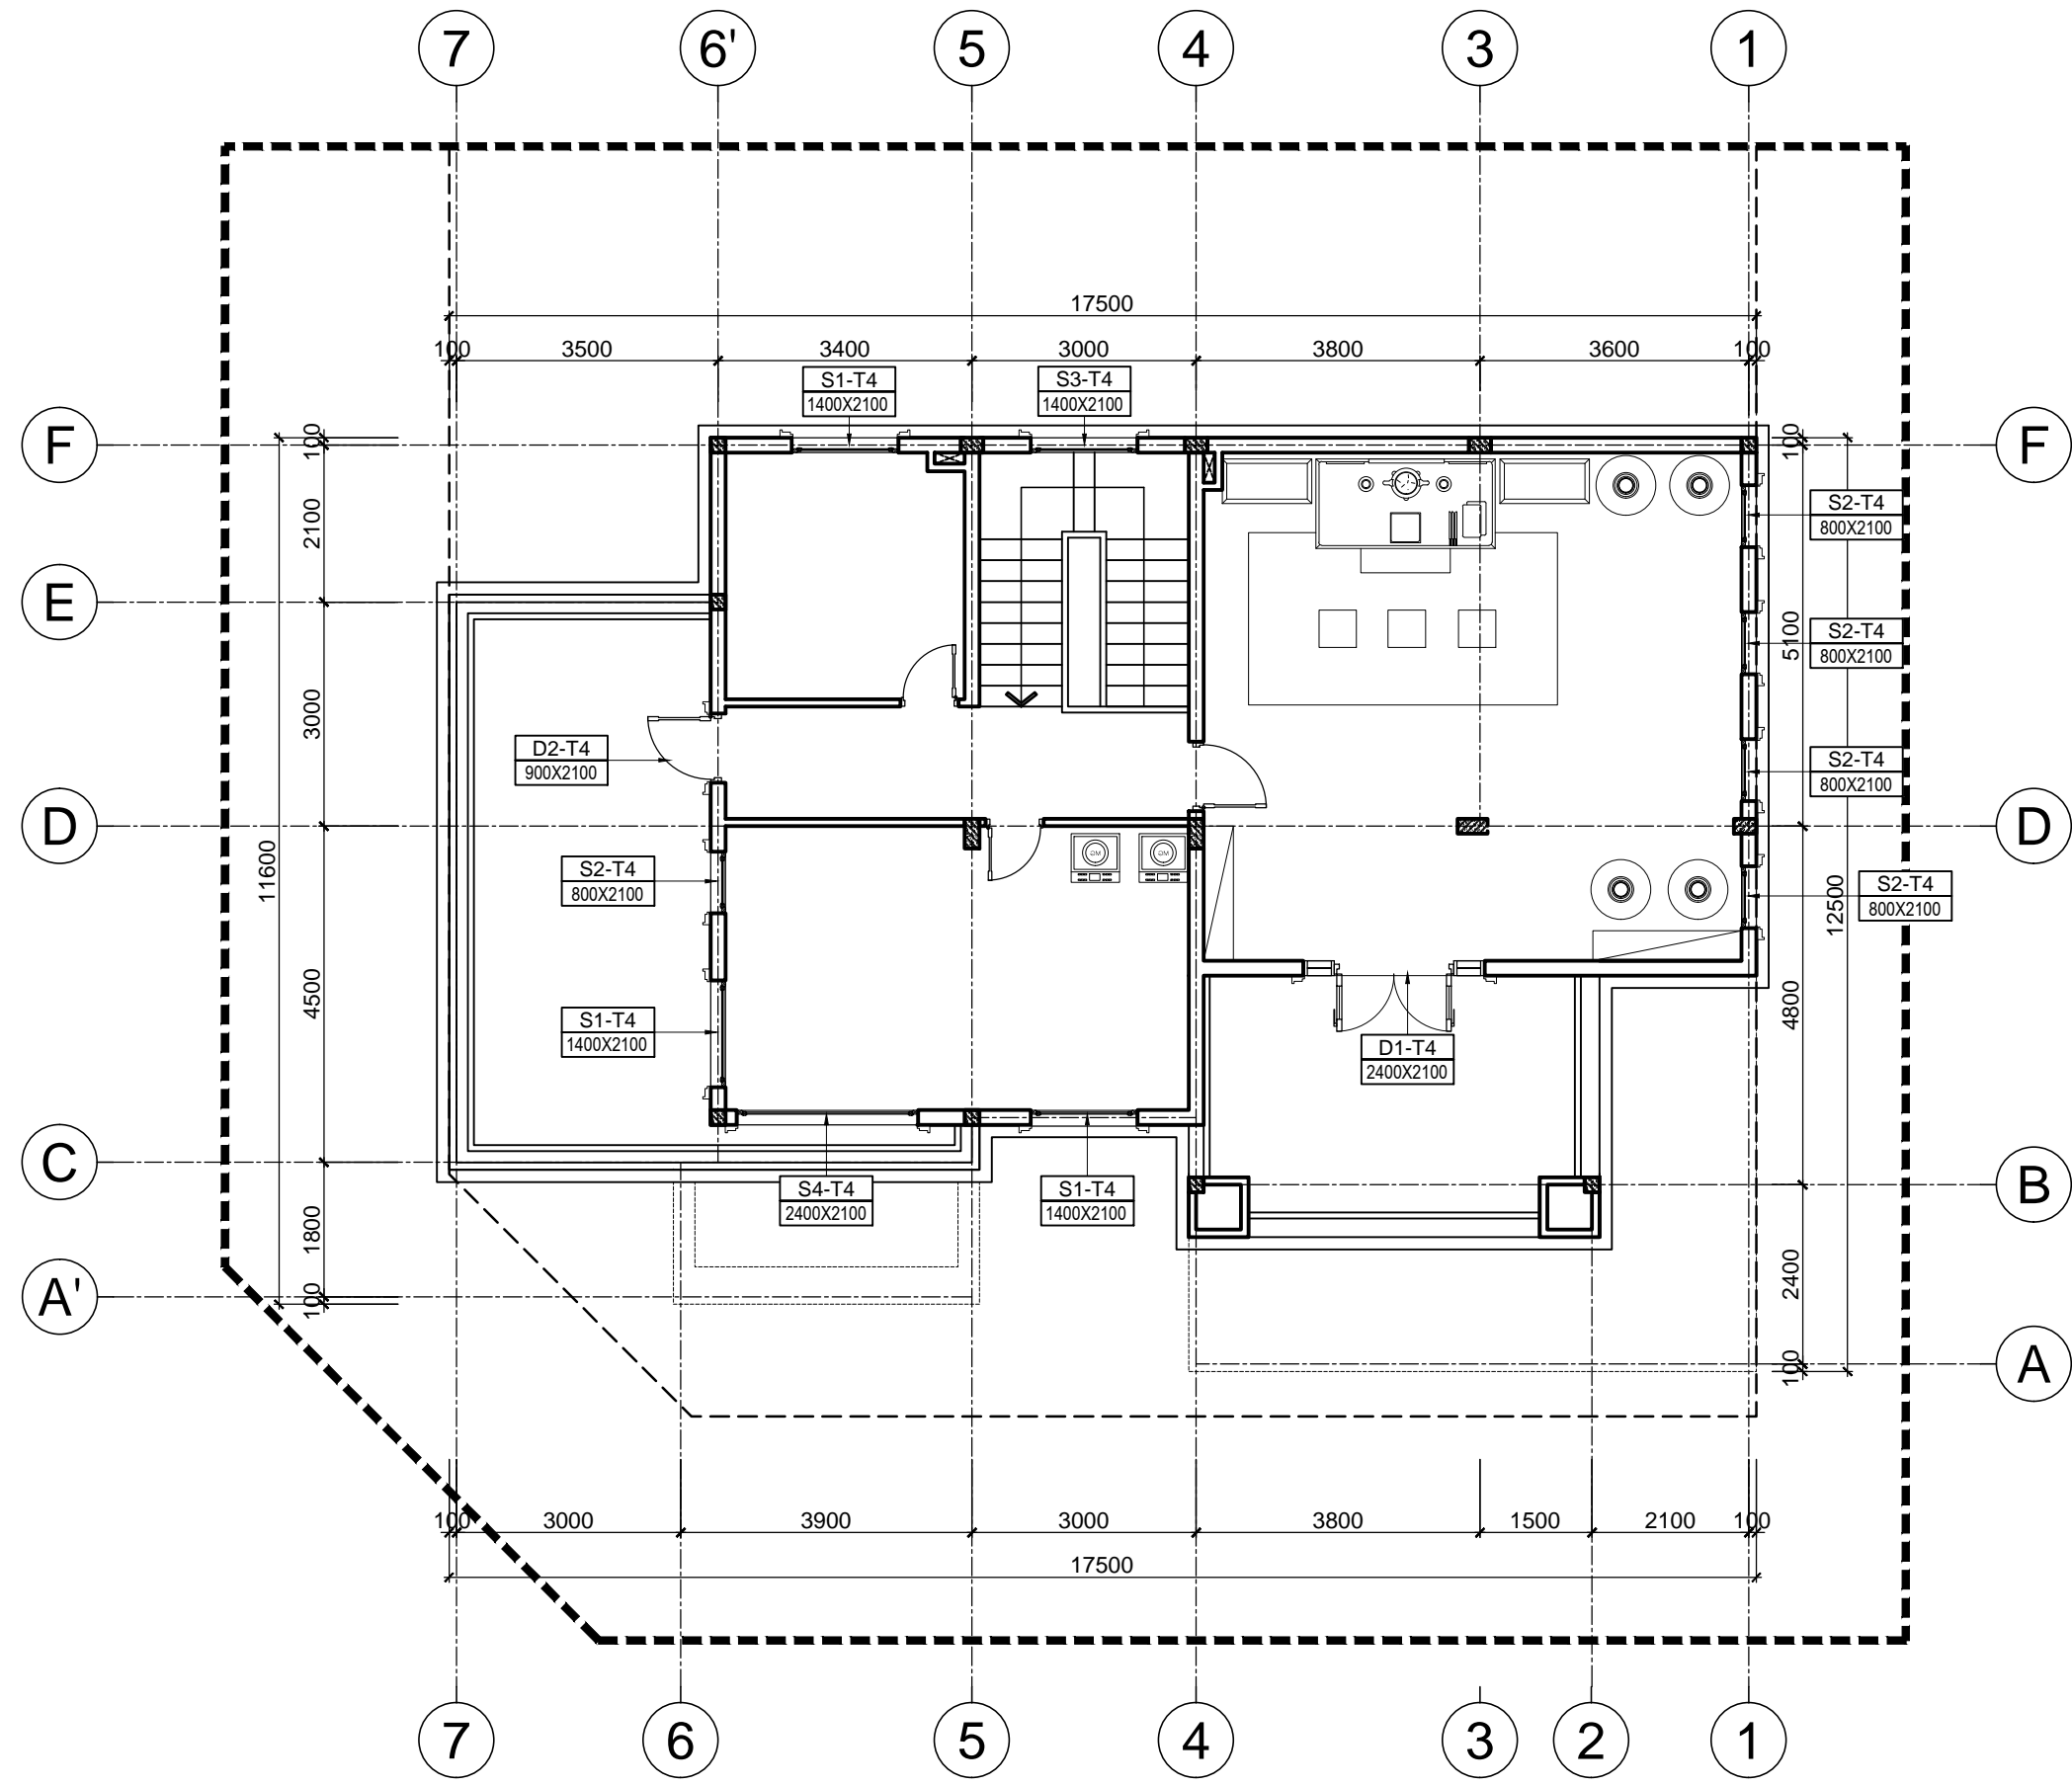 7 6' 5 4 3 1
17500
100 3500 3400 3000 3800 3600 100
S1-T4
1400X2100
S3-T4
1400X2100
F
100
100
F
2100
S2-T4
800X2100
E
S2-T4
800X2100
5100
3000
D2-T4
900X2100
S2-T4
800X2100
D
D
11600
DM DM
S2-T4
800X2100
S2-T4
800X2100
12500
4500
4800
S1-T4
1400X2100
D1-T4
2400X2100
C
B
S4-T4
2400X2100
S1-T4
1400X2100
1800
2400
A'
100
A
100
100 3000 3900 3000 3800 1500 2100 100
17500
7 6 5 4 3 2 1